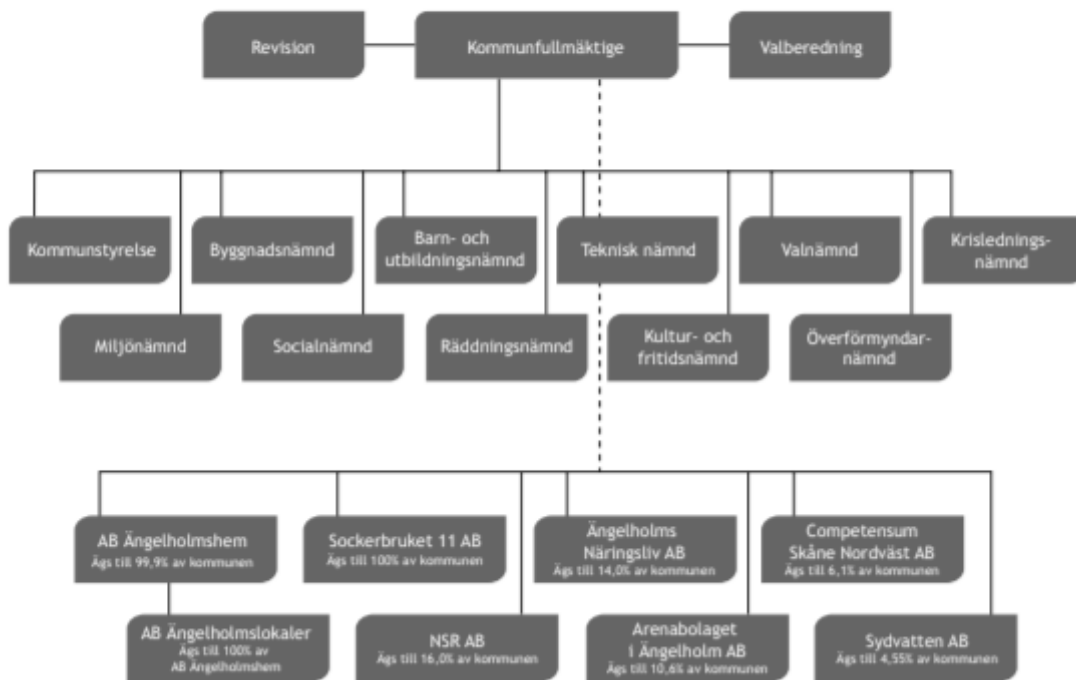 Revision
Kommunfullmäktige
Valberedning
Kommunstyrelse
Byggnadsnämnd
Barn- och
utbildningsnämnd
Teknisk nämnd
Valnämnd
Krislednings-
nämnd
Miljönämnd
Socialnämnd
Räddningsnämnd
Kultur- och
fritidsnämnd
Överförmyndar-
nämnd
AB Ängelholmshem
Ägs till 99,9% av kommunen
Sockerbruket 11 AB
Ägs till 100% av kommunen
Ängelholms
Näringsliv AB
Ägs till 14,0% av kommunen
Competensum
Skåne Nordväst AB
Ägs till 6,1% av kommunen
AB Ängelholmslokaler
Ägs till 100% av
AB Ängelholmshem
NSR AB
Ägs till 16,0% av kommunen
Arenabolaget
i Ängelholm AB
Ägs till 10,6% av kommunen
Sydvatten AB
Ägs till 4,55% av kommunen